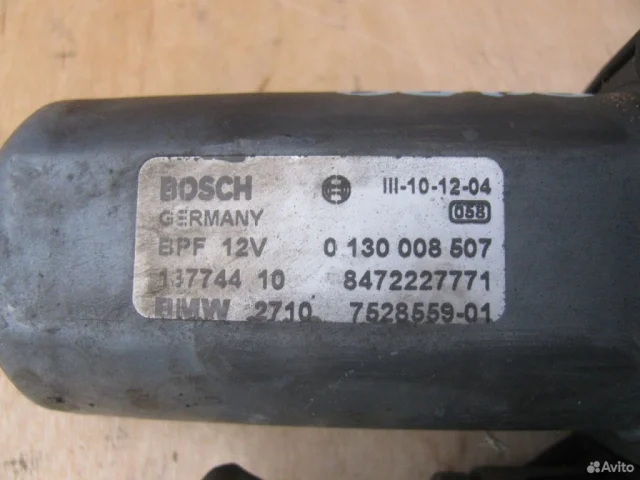 BOSCH III-10-12-04
GERMANY 058
BPF 12V 0 130 008 507
137744 10 8472227771
BMW 2710 7528559-01
Avito